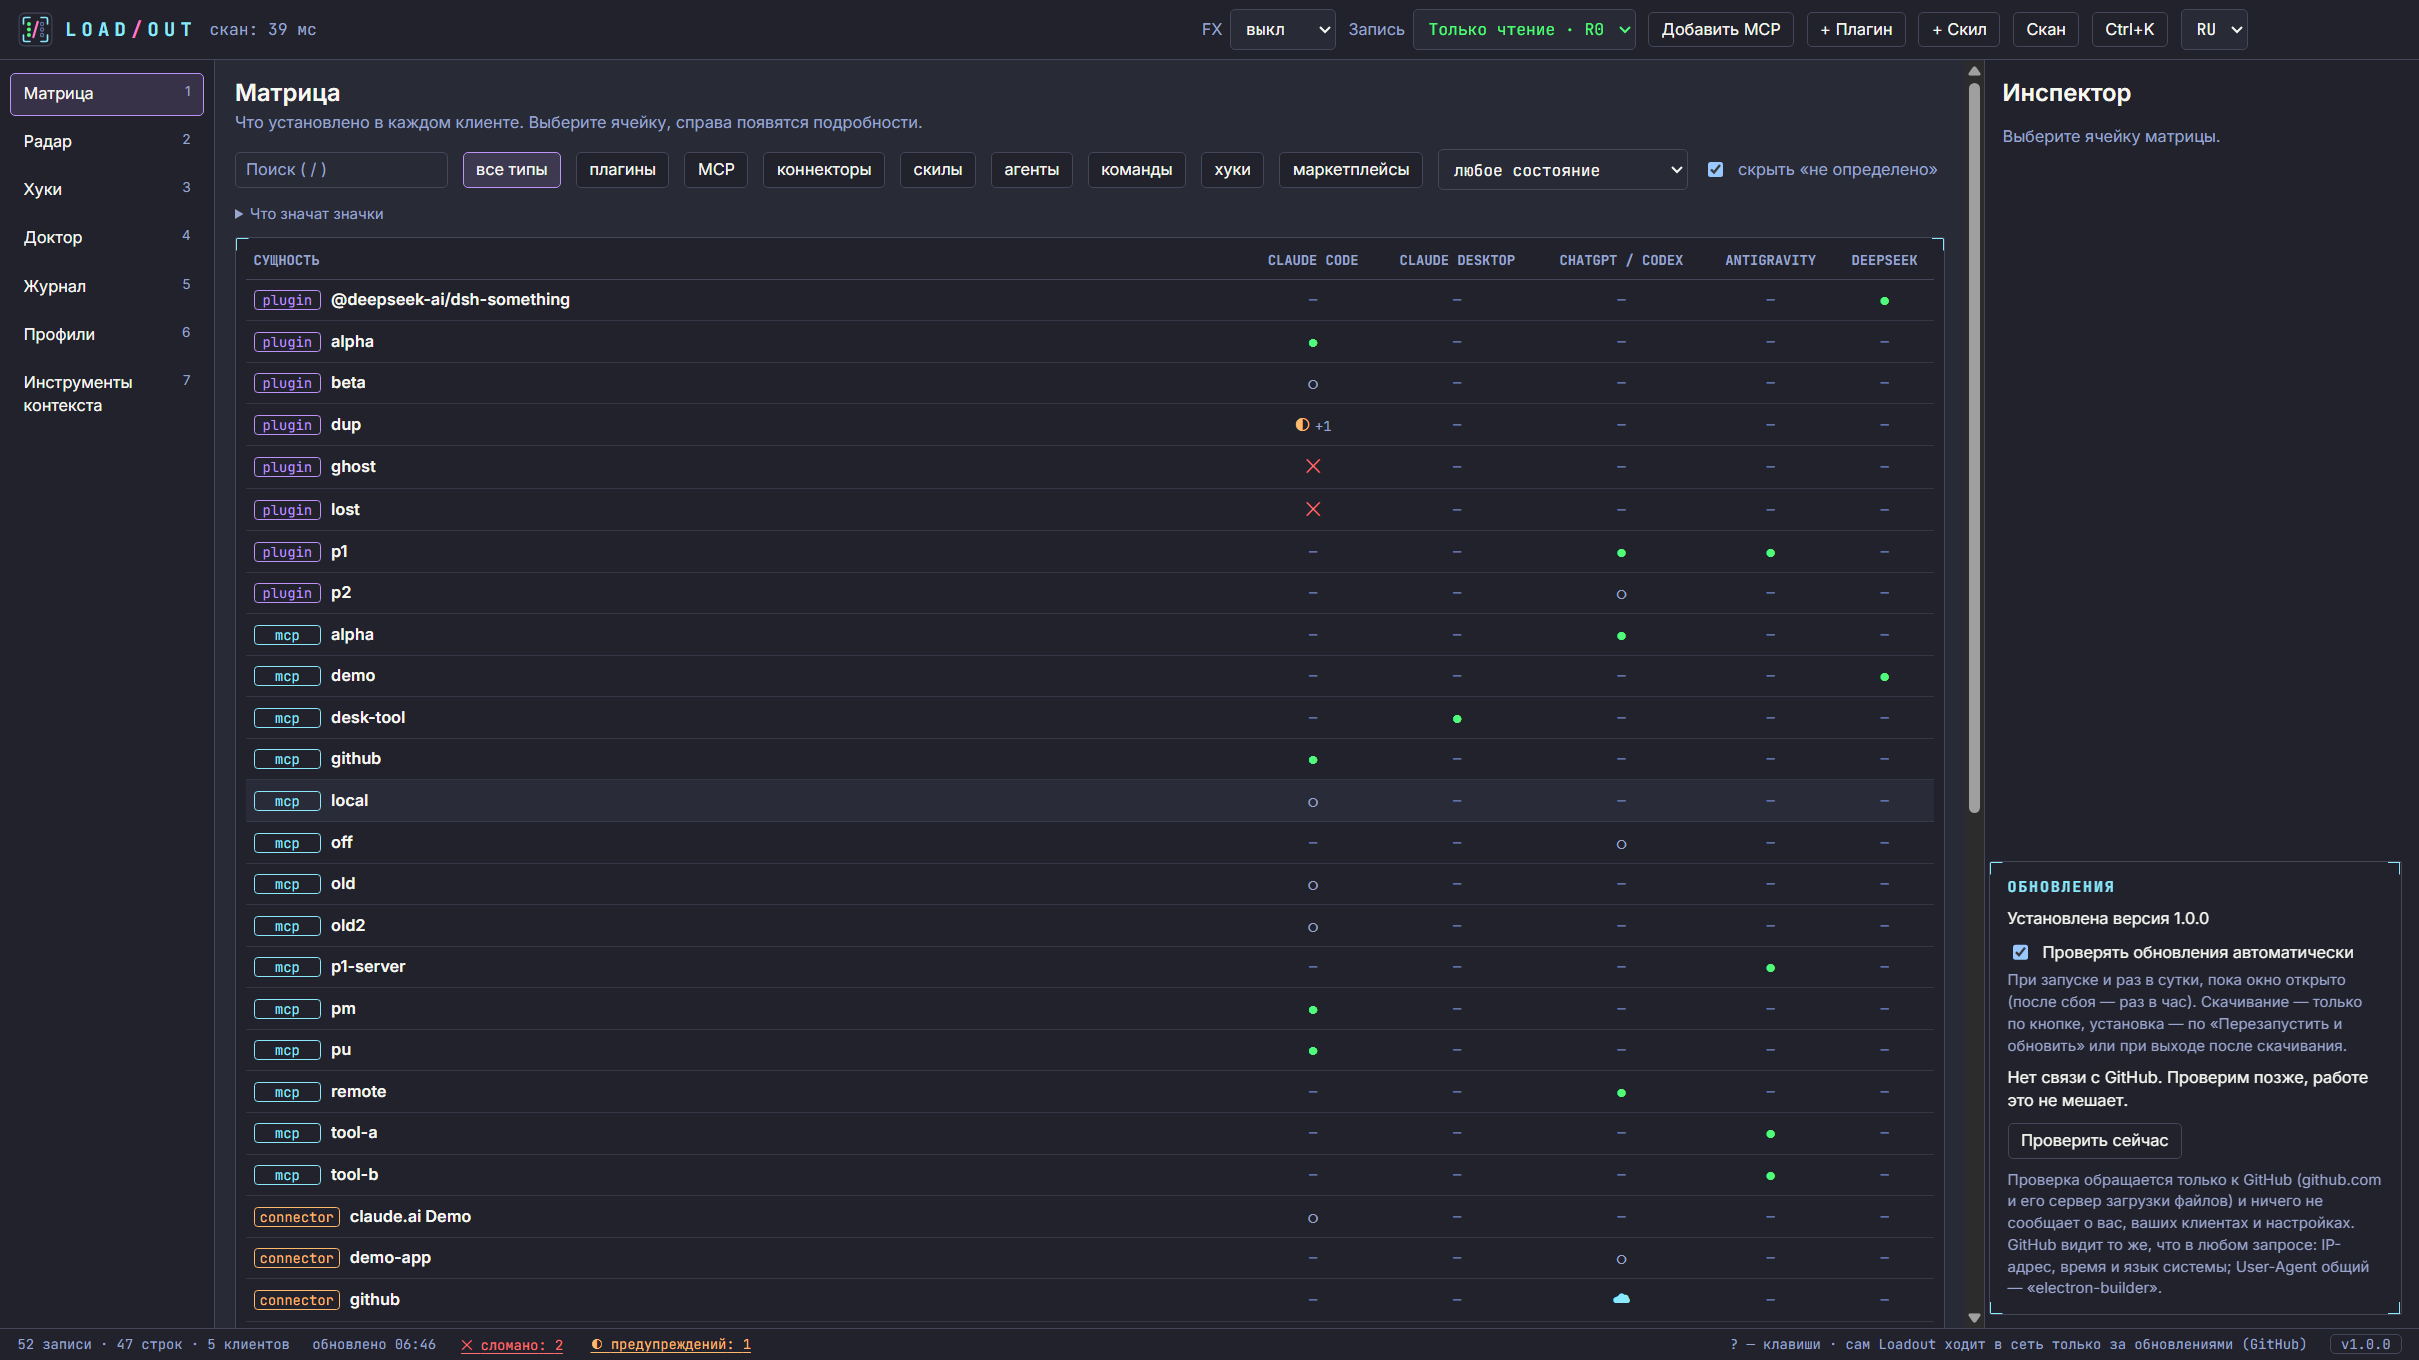 LOAD/OUT скан: 39 мс FX выкл Запись Только чтение · R0 Добавить MCP + Плагин + Скил Скан Ctrl+K RU
Матрица 1
Радар 2
Хуки 3
Доктор 4
Журнал 5
Профили 6
Инструменты контекста 7
Матрица
Что установлено в каждом клиенте. Выберите ячейку, справа появятся подробности.
Поиск ( / ) все типы плагины MCP коннекторы скилы агенты команды хуки маркетплейсы любое состояние скрыть «не определено»
Что значат значки
СУЩНОСТЬ CLAUDE CODE CLAUDE DESKTOP CHATGPT / CODEX ANTIGRAVITY DEEPSEEK
plugin @deepseek-ai/dsh-something – – – – ●
plugin alpha ● – – – –
plugin beta ○ – – – –
plugin dup ◐ +1 – – – –
plugin ghost ✕ – – – –
plugin lost ✕ – – – –
plugin p1 – – ● ● –
plugin p2 – – ○ – –
mcp alpha – – ● – –
mcp demo – – – – ●
mcp desk-tool – ● – – –
mcp github ● – – – –
mcp local ○ – – – –
mcp off – – ○ – –
mcp old ○ – – – –
mcp old2 ○ – – – –
mcp p1-server – – – ● –
mcp pm ● – – – –
mcp pu ● – – – –
mcp remote – – ● – –
mcp tool-a – – – ● –
mcp tool-b – – – ● –
connector claude.ai Demo ○ – – – –
connector demo-app – – ○ – –
connector github – – ☁ – –
Инспектор
Выберите ячейку матрицы.
ОБНОВЛЕНИЯ
Установлена версия 1.0.0
Проверять обновления автоматически
При запуске и раз в сутки, пока окно открыто
(после сбоя — раз в час). Скачивание — только
по кнопке, установка — по «Перезапустить и
обновить» или при выходе после скачивания.
Нет связи с GitHub. Проверим позже, работе
это не мешает.
Проверить сейчас
Проверка обращается только к GitHub (github.com
и его сервер загрузки файлов) и ничего не
сообщает о вас, ваших клиентах и настройках.
GitHub видит то же, что в любом запросе: IP-
адрес, время и язык системы; User-Agent общий
— «electron-builder».
52 записи · 47 строк · 5 клиентов обновлено 06:46 ✕ сломано: 2 ◐ предупреждений: 1 ? — клавиши · сам Loadout ходит в сеть только за обновлениями (GitHub) v1.0.0